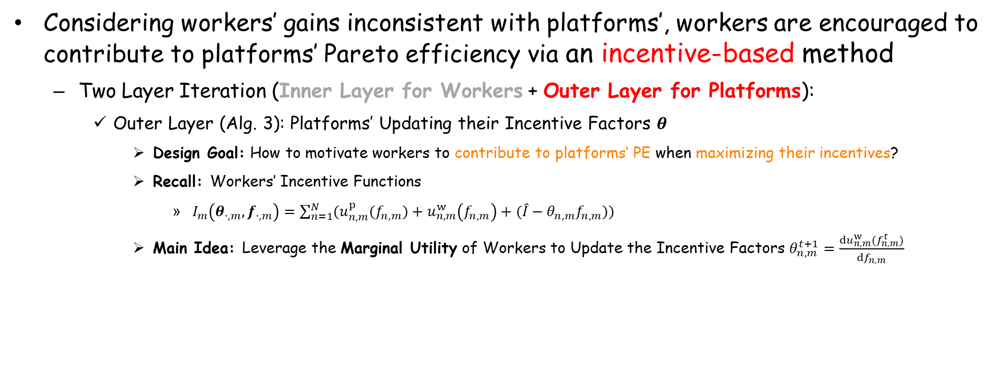 • Considering workers’ gains inconsistent with platforms’, workers are encouraged to
contribute to platforms’ Pareto efficiency via an incentive-based method
– Two Layer Iteration (Inner Layer for Workers + Outer Layer for Platforms):
✓ Outer Layer (Alg. 3): Platforms’ Updating their Incentive Factors 𝜽
➢ Design Goal: How to motivate workers to contribute to platforms’ PE when maximizing their incentives?
➢ Recall: Workers’ Incentive Functions
» $I_m(\boldsymbol{\theta}_{\cdot,m}, \boldsymbol{f}_{\cdot,m}) = \sum_{n=1}^{N}(u_{n,m}^{\mathrm{p}}(f_{n,m}) + u_{n,m}^{\mathrm{w}}(f_{n,m}) + (\hat{I} - \theta_{n,m}f_{n,m}))$
➢ Main Idea: Leverage the Marginal Utility of Workers to Update the Incentive Factors $\theta_{n,m}^{t+1} = \frac{\mathrm{d}u_{n,m}^{\mathrm{w}}(f_{n,m}^{t})}{\mathrm{d}f_{n,m}}$